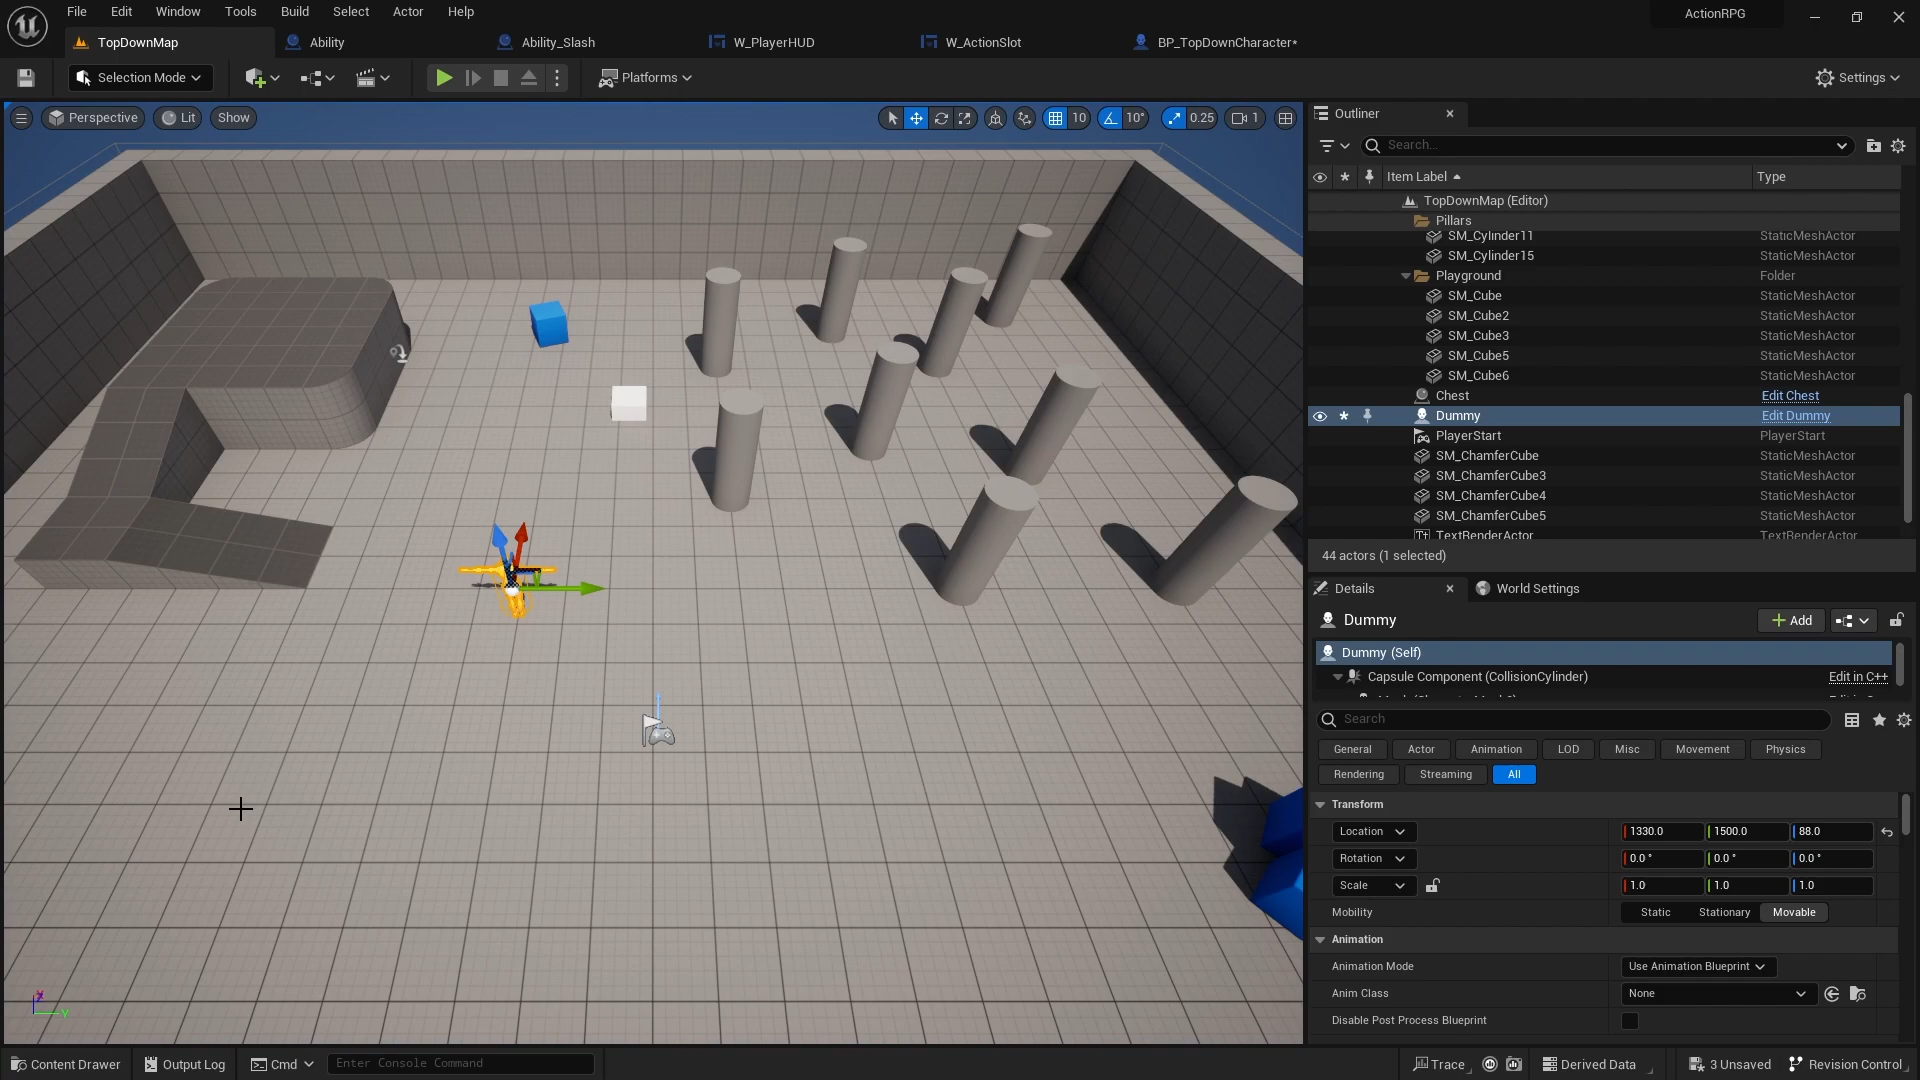 File Edit Window Tools Build Select Actor Help
ActionRPG
TopDownMap Ability Ability_Slash W_PlayerHUD W_ActionSlot BP_TopDownCharacter*
Selection Mode Platforms Settings
Perspective Lit Show 10 10° 0.25 1
Outliner
Search...
Item Label Type
TopDownMap (Editor)
Pillars
SM_Cylinder11 StaticMeshActor
SM_Cylinder15 StaticMeshActor
Playground Folder
SM_Cube StaticMeshActor
SM_Cube2 StaticMeshActor
SM_Cube3 StaticMeshActor
SM_Cube5 StaticMeshActor
SM_Cube6 StaticMeshActor
Chest Edit Chest
Dummy Edit Dummy
PlayerStart PlayerStart
SM_ChamferCube StaticMeshActor
SM_ChamferCube3 StaticMeshActor
SM_ChamferCube4 StaticMeshActor
SM_ChamferCube5 StaticMeshActor
TextRenderActor TextRenderActor
44 actors (1 selected)
Details World Settings
Dummy Add
Dummy (Self)
Capsule Component (CollisionCylinder) Edit in C++
Search
General Actor Animation LOD Misc Movement Physics
Rendering Streaming All
Transform
Location 1330.0 1500.0 88.0
Rotation 0.0 ° 0.0 ° 0.0 °
Scale 1.0 1.0 1.0
Mobility Static Stationary Movable
Animation
Animation Mode Use Animation Blueprint
Anim Class None
Disable Post Process Blueprint
Content Drawer Output Log Cmd Enter Console Command Trace Derived Data 3 Unsaved Revision Control